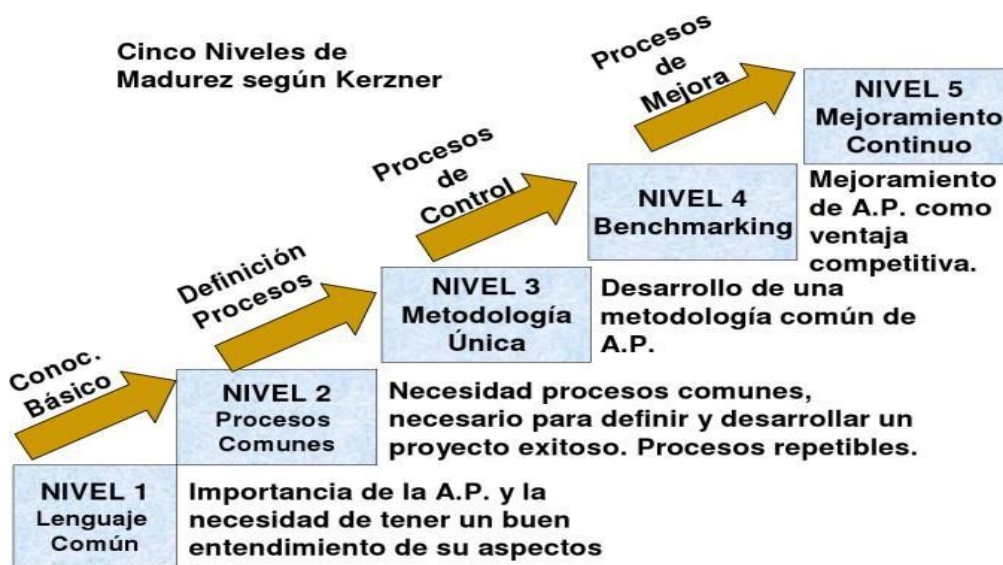 Cinco Niveles de
Madurez según Kerzner
Procesos
de
Mejora
NIVEL 5
Mejoramiento
Continuo
Mejoramiento
de A.P. como
ventaja
competitiva.
Procesos
de
Control
NIVEL 4
Benchmarking
Definición
Procesos
NIVEL 3
Metodología
Única
Desarrollo de una
metodología común de
A.P.
Conoc.
Básico
NIVEL 2
Procesos
Comunes
Necesidad procesos comunes,
necesario para definir y desarrollar un
proyecto exitoso. Procesos repetibles.
NIVEL 1
Lenguaje
Común
Importancia de la A.P. y la
necesidad de tener un buen
entendimiento de su aspectos